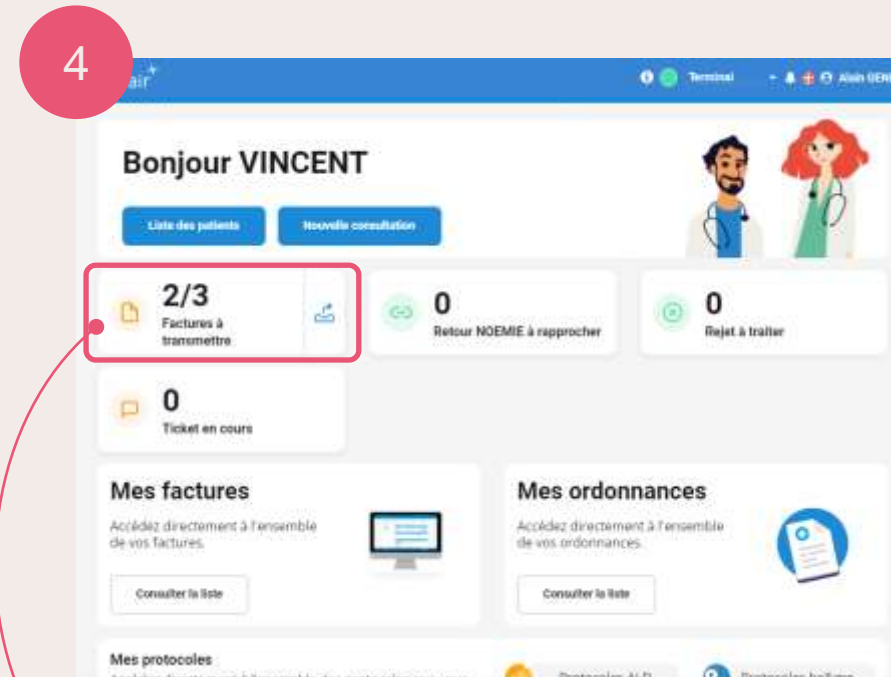 4
air
Terminal
Alain GEN
Bonjour VINCENT
Liste des patients
Nouvelle consultation
2/3
Factures à
transmettre
0
Retour NOEMIE à rapprocher
0
Rejet à traiter
0
Ticket en cours
Mes factures
Accédez directement à l'ensemble
de vos factures.
Consulter la liste
Mes ordonnances
Accédez directement à l'ensemble
de vos ordonnances.
Consulter la liste
Mes protocoles